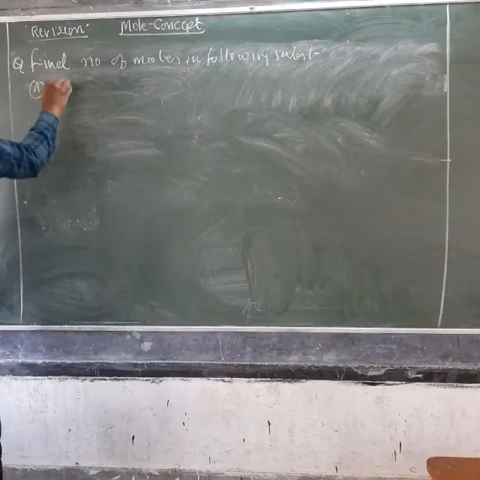 "Revision" Mole-Concept
Q Find no of moles in following subst-